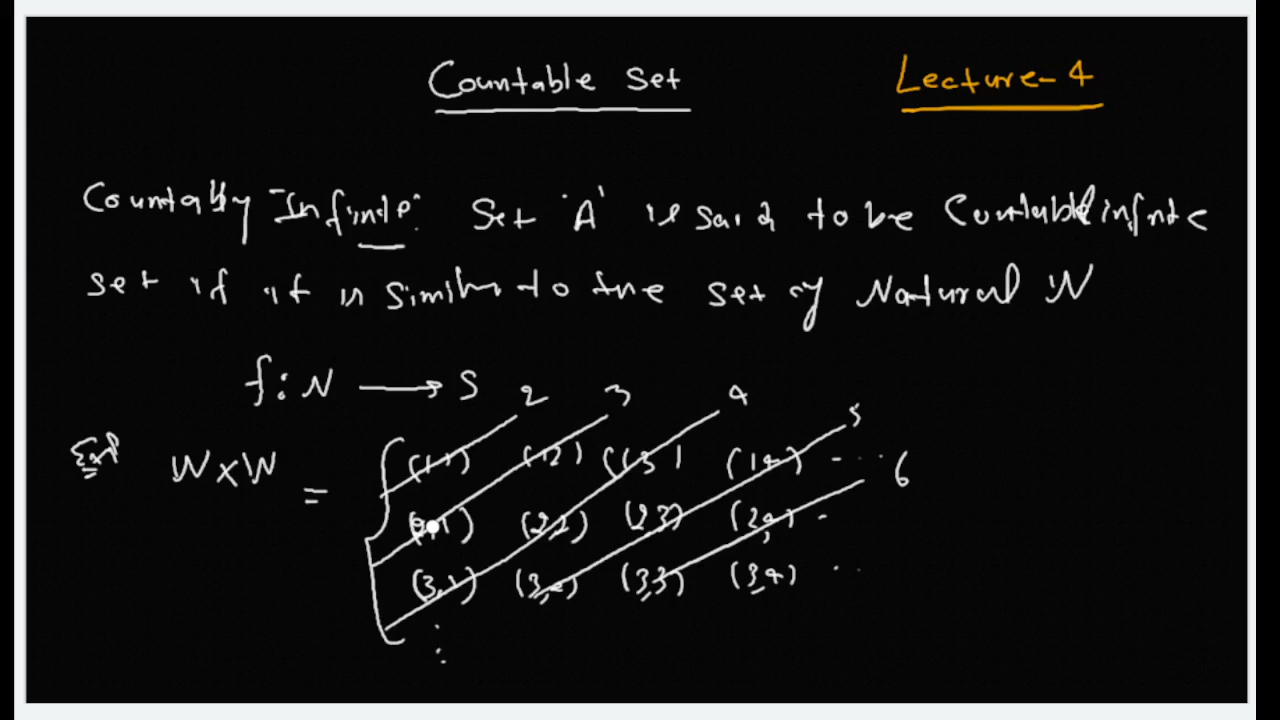 Countable Set
Lecture-4
Countably Infinite: Set 'A' is said to be Countable infinite
set if it is similar to the set of Natural N
f: N → S
2 3 4 5
Exp N×N = { (1,1) (1,2) (1,3) (1,4) - ···
6
(2,1) (2,2) (2,3) (2,4) -
(3,1) (3,2) (3,3) (3,4) ···
⋮